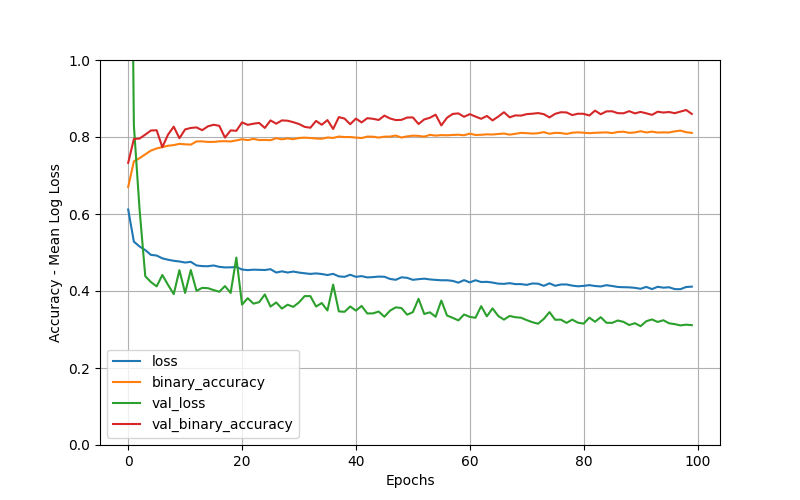 1.0
0.8
0.6
0.4
0.2
0.0
Accuracy - Mean Log Loss
loss
binary_accuracy
val_loss
val_binary_accuracy
0 20 40 60 80 100
Epochs